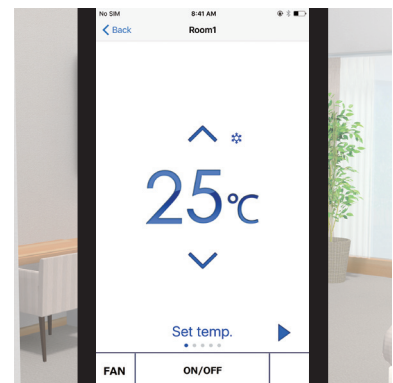 No SIM 8:41 AM
Back Room1
25°C
Set temp.
FAN ON/OFF